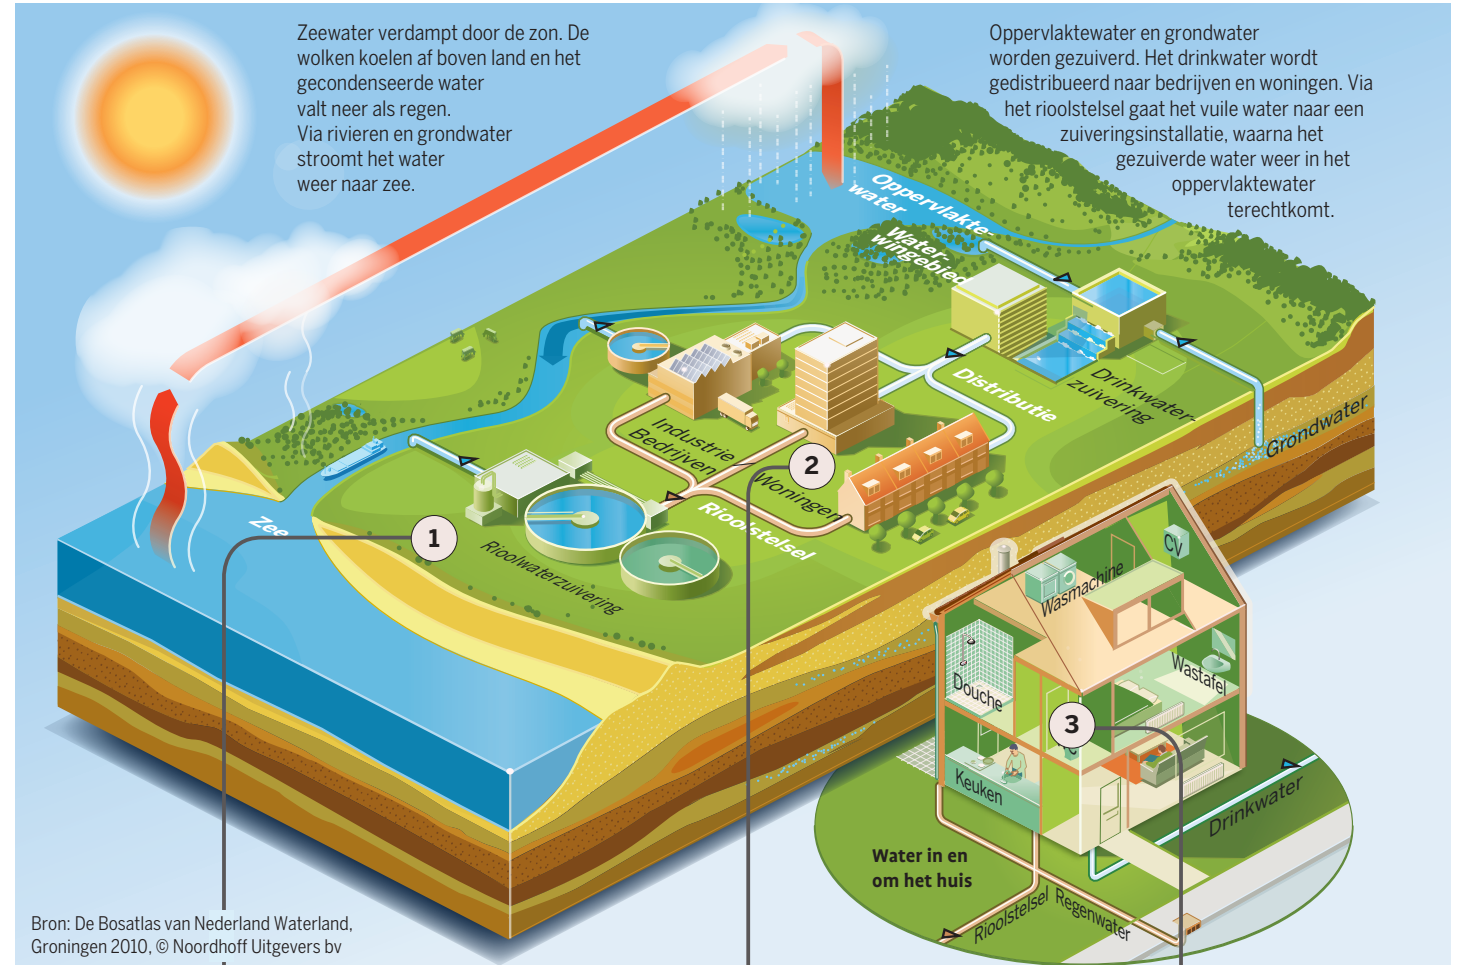 Zeewater verdampt door de zon. De
wolken koelen af boven land en het
gecondenseerde water
valt neer als regen.
Via rivieren en grondwater
stroomt het water
weer naar zee.
Oppervlaktewater en grondwater
worden gezuiverd. Het drinkwater wordt
gedistribueerd naar bedrijven en woningen. Via
het rioolstelsel gaat het vuile water naar een
zuiveringsinstallatie, waarna het
gezuiverde water weer in het
oppervlaktewater
terechtkomt.
Oppervlakte-
water
Water-
wingebied
Drinkwater-
zuivering
Distributie
Grondwater
Industrie
Bedrijven
2
Woningen
Rioolstelsel
Zee
1
Rioolwaterzuivering
CV
Wasmachine
Douche
Wastafel
3
WC
Keuken
Drinkwater
Water in en
om het huis
Rioolstelsel
Regenwater
Bron: De Bosatlas van Nederland Waterland,
Groningen 2010, © Noordhoff Uitgevers bv